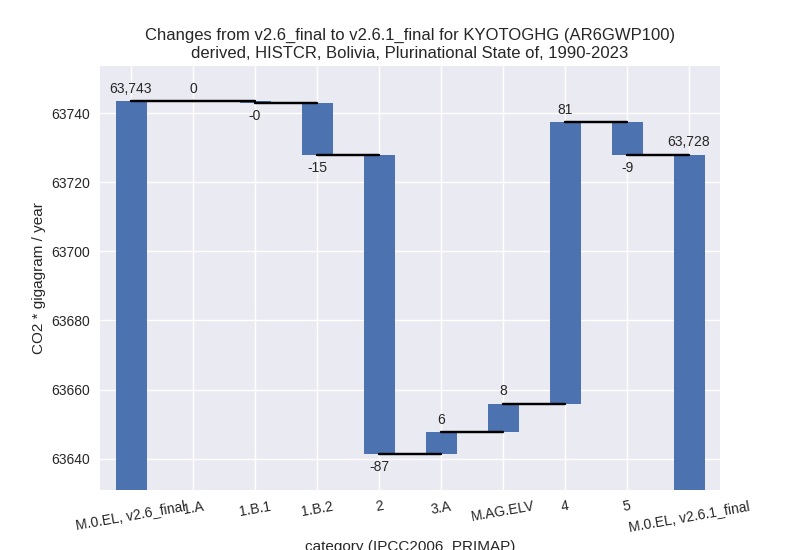 Changes from v2.6_final to v2.6.1_final for KYOTOGHG (AR6GWP100)
derived, HISTCR, Bolivia, Plurinational State of, 1990-2023
63,743
0
-0
-15
-87
6
8
81
-9
63,728
63740
63720
63700
63680
63660
63640
CO2 * gigagram / year
M.0.EL, v2.6_final
1.A
1.B.1
1.B.2
2
3.A
M.AG.ELV
4
5
M.0.EL, v2.6.1_final
category (IPCC2006_PRIMAP)